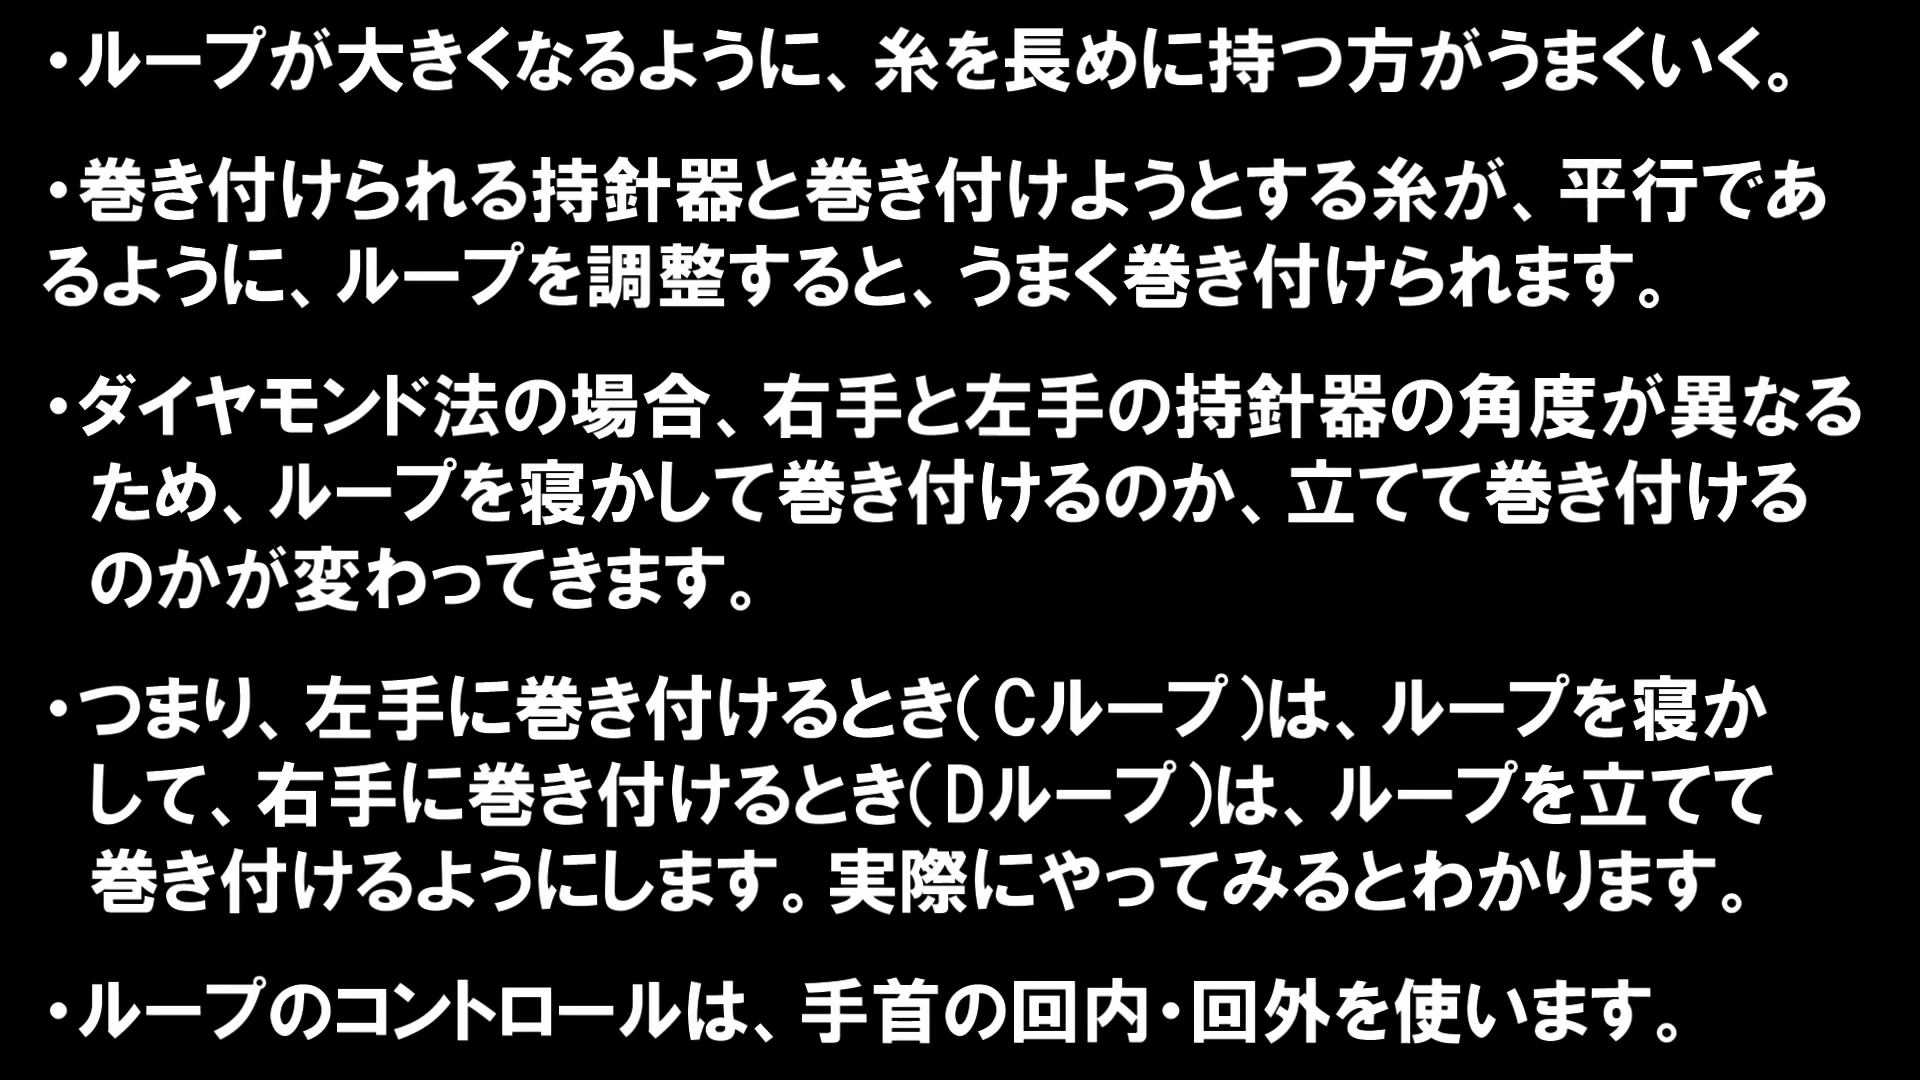 ・ループが大きくなるように、糸を長めに持つ方がうまくいく。
・巻き付けられる持針器と巻き付けようとする糸が、平行であ
るように、ループを調整すると、うまく巻き付けられます。
・ダイヤモンド法の場合、右手と左手の持針器の角度が異なる
ため、ループを寝かして巻き付けるのか、立てて巻き付ける
のかが変わってきます。
・つまり、左手に巻き付けるとき(Cループ)は、ループを寝か
して、右手に巻き付けるとき(Dループ)は、ループを立てて
巻き付けるようにします。実際にやってみるとわかります。
・ループのコントロールは、手首の回内・回外を使います。